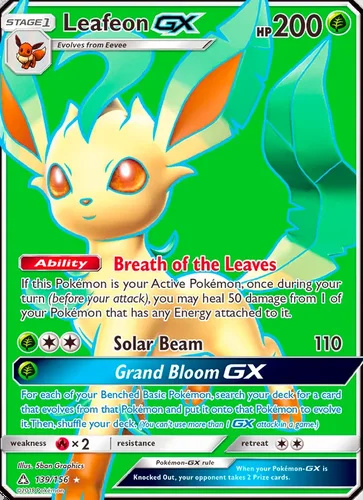 STAGE 1 Leafeon GX HP 200
Evolves from Eevee
Ability Breath of the Leaves
If this Pokémon is your Active Pokémon, once during your
turn (before your attack), you may heal 50 damage from 1 of
your Pokémon that has any Energy attached to it.
Solar Beam 110
Grand Bloom GX
For each of your Benched Basic Pokémon, search your deck for a
card that evolves from that Pokémon and put it onto that Pokémon to evolve
it. Then, shuffle your deck. (You can't use more than 1 GX attack in a game.)
weakness × 2 resistance retreat
Illus. 5ban Graphics
139/156
©2018 Pokémon
Pokémon-GX rule
When your Pokémon-GX is
Knocked Out, your opponent takes 2 Prize cards.